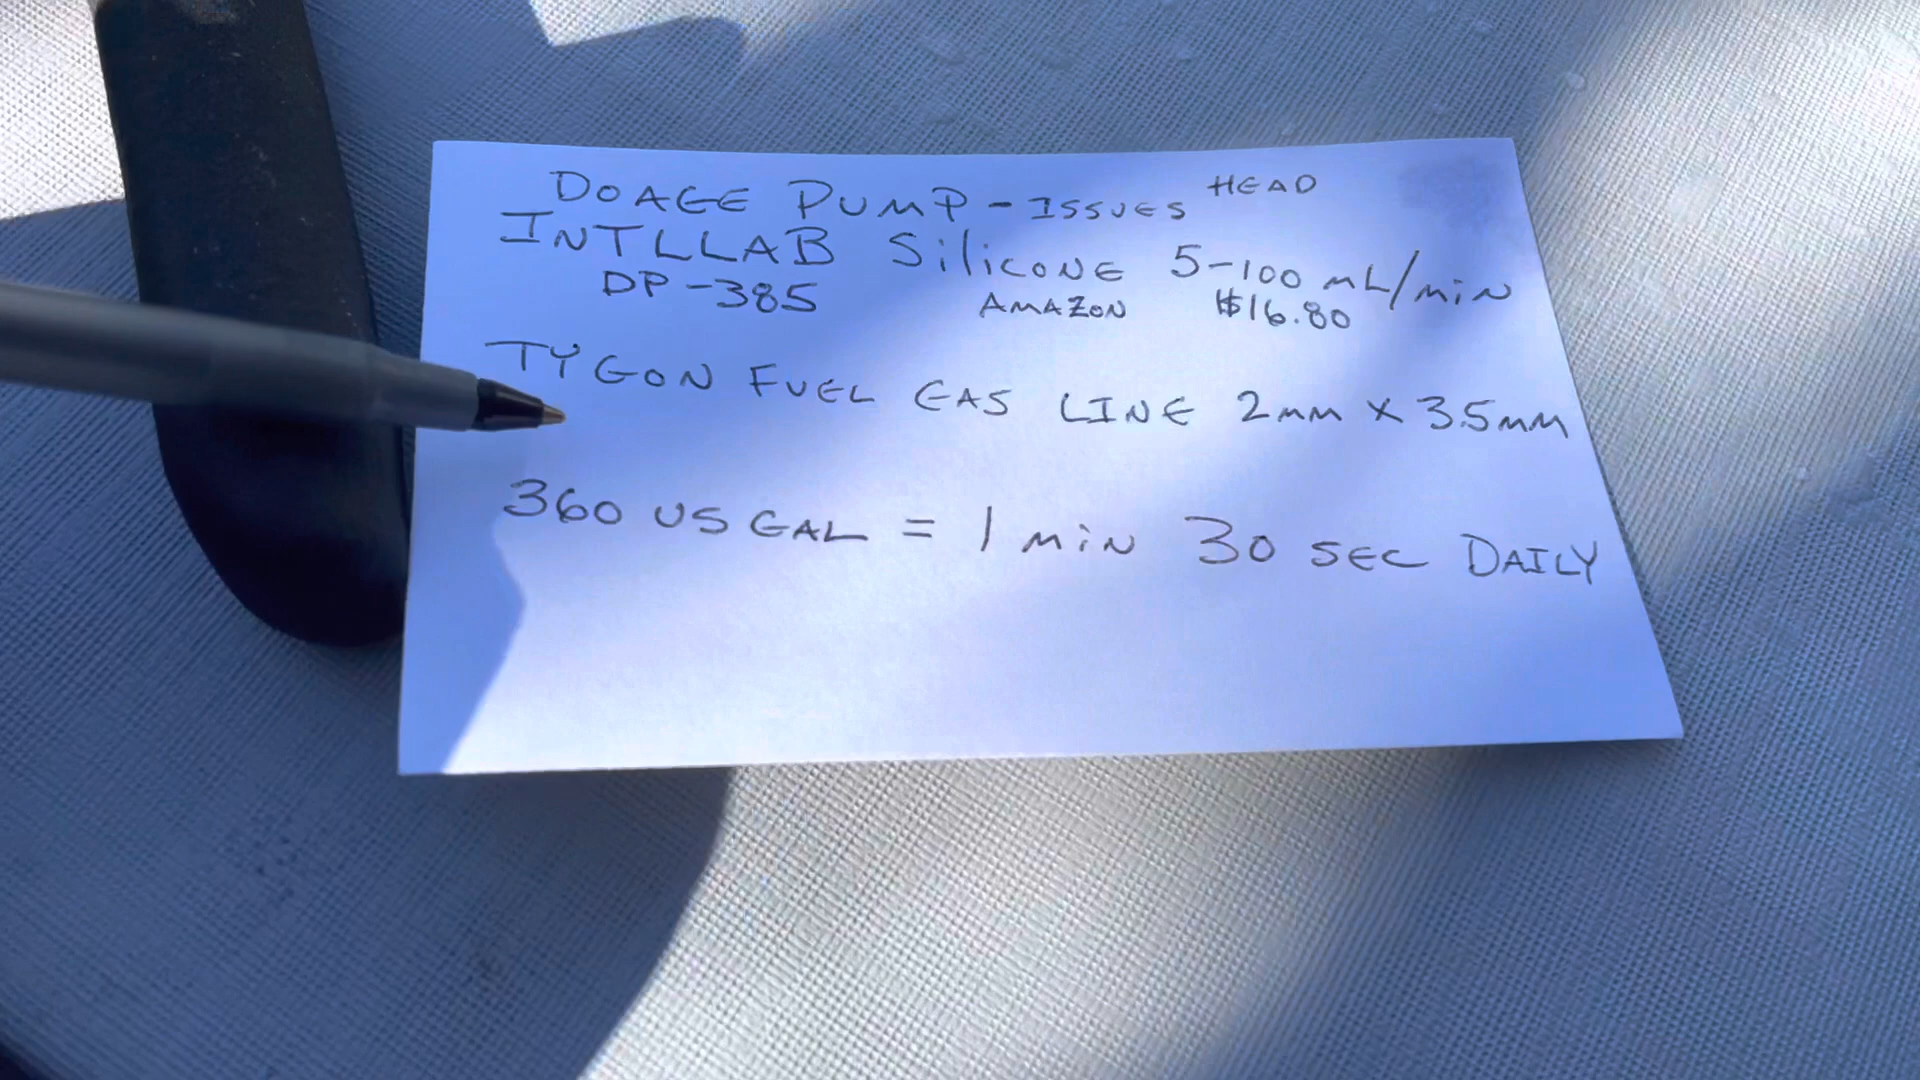 DOAGE PUMP - ISSUES HEAD
INTLLAB Silicone 5-100 mL/min
DP-385 AMAZON $16.80
TYGON FUEL GAS LINE 2mm x 3.5mm
360 US GAL = 1 min 30 SEC DAILY